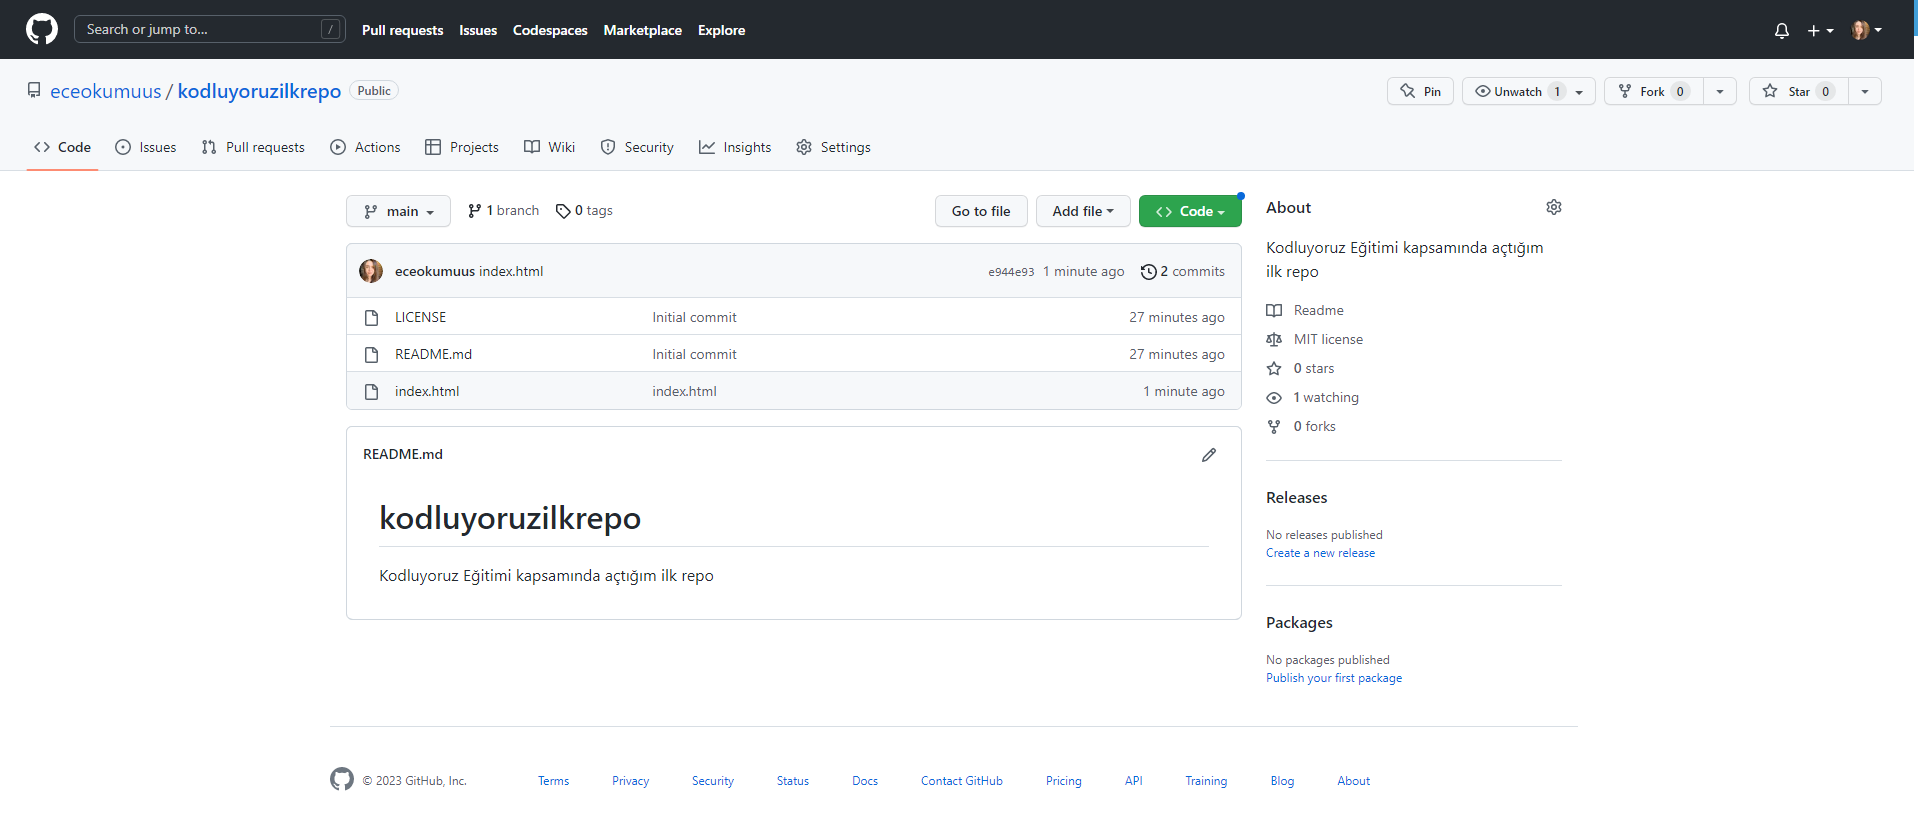 Search or jump to... /
Pull requests Issues Codespaces Marketplace Explore
eceokumuus / kodluyoruzilkrepo Public
Pin Unwatch 1 Fork 0 Star 0
Code Issues Pull requests Actions Projects Wiki Security Insights Settings
main 1 branch 0 tags Go to file Add file Code
eceokumuus index.html e944e93 1 minute ago 2 commits
LICENSE Initial commit 27 minutes ago
README.md Initial commit 27 minutes ago
index.html index.html 1 minute ago
README.md
kodluyoruzilkrepo
Kodluyoruz Eğitimi kapsamında açtığım ilk repo
About
Kodluyoruz Eğitimi kapsamında açtığım
ilk repo
Readme
MIT license
0 stars
1 watching
0 forks
Releases
No releases published
Create a new release
Packages
No packages published
Publish your first package
© 2023 GitHub, Inc. Terms Privacy Security Status Docs Contact GitHub Pricing API Training Blog About